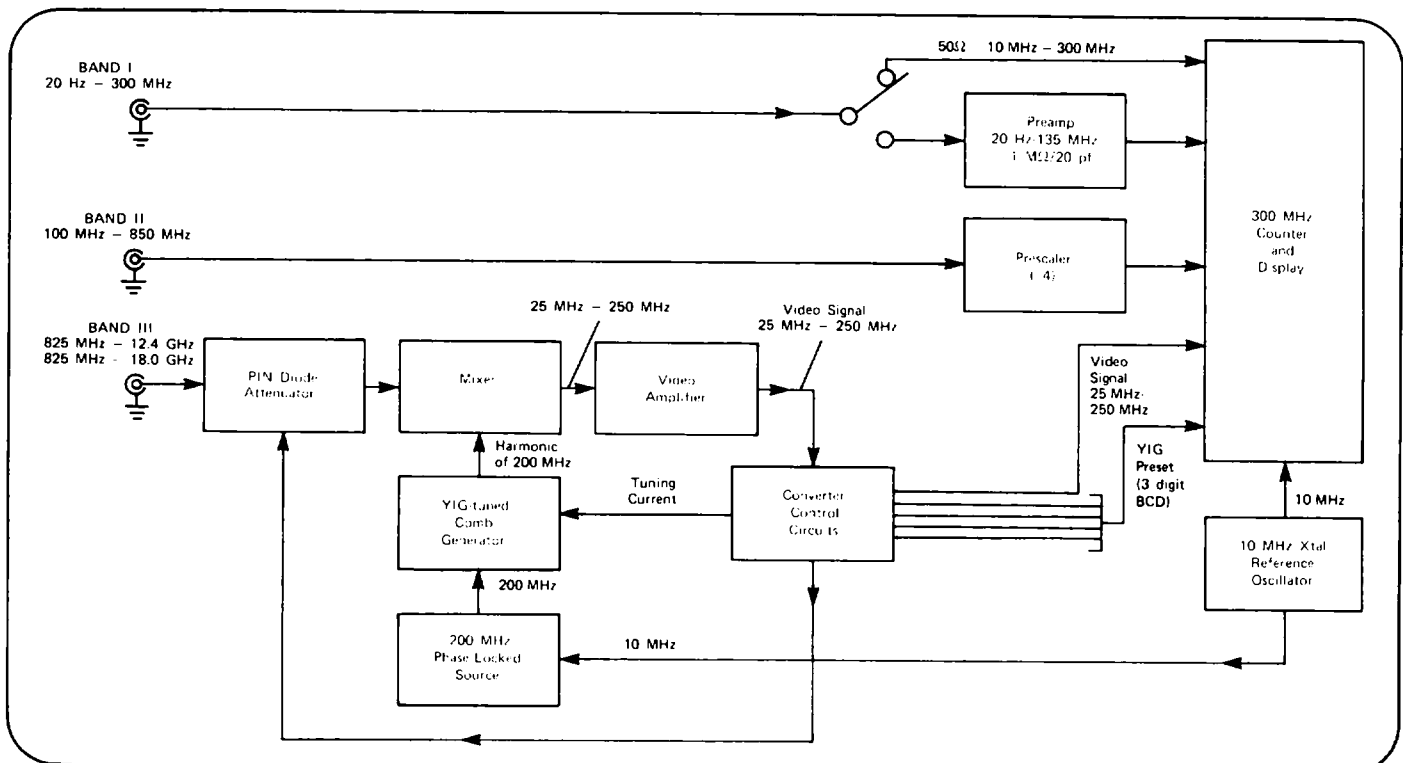 BAND I
20 Hz – 300 MHz
50Ω 10 MHz – 300 MHz
Preamp
20 Hz-135 MHz
1 MΩ/20 pf
BAND II
100 MHz – 850 MHz
Prescaler
300 MHz
Counter
and
Display
BAND III
825 MHz – 12.4 GHz
825 MHz - 18.0 GHz
PIN Diode
Attenuator
Mixer
25 MHz – 250 MHz
Video
Amplifier
Video Signal
25 MHz – 250 MHz
Video
Signal
25 MHz-
250 MHz
Harmonic
of 200 MHz
YIG-tuned
Comb
Generator
Tuning
Current
Converter
Control
Circuits
YIG
Preset
(3 digit
BCD)
10 MHz
10 MHz Xtal
Reference
Oscillator
200 MHz
200 MHz
Phase-Locked
Source
10 MHz